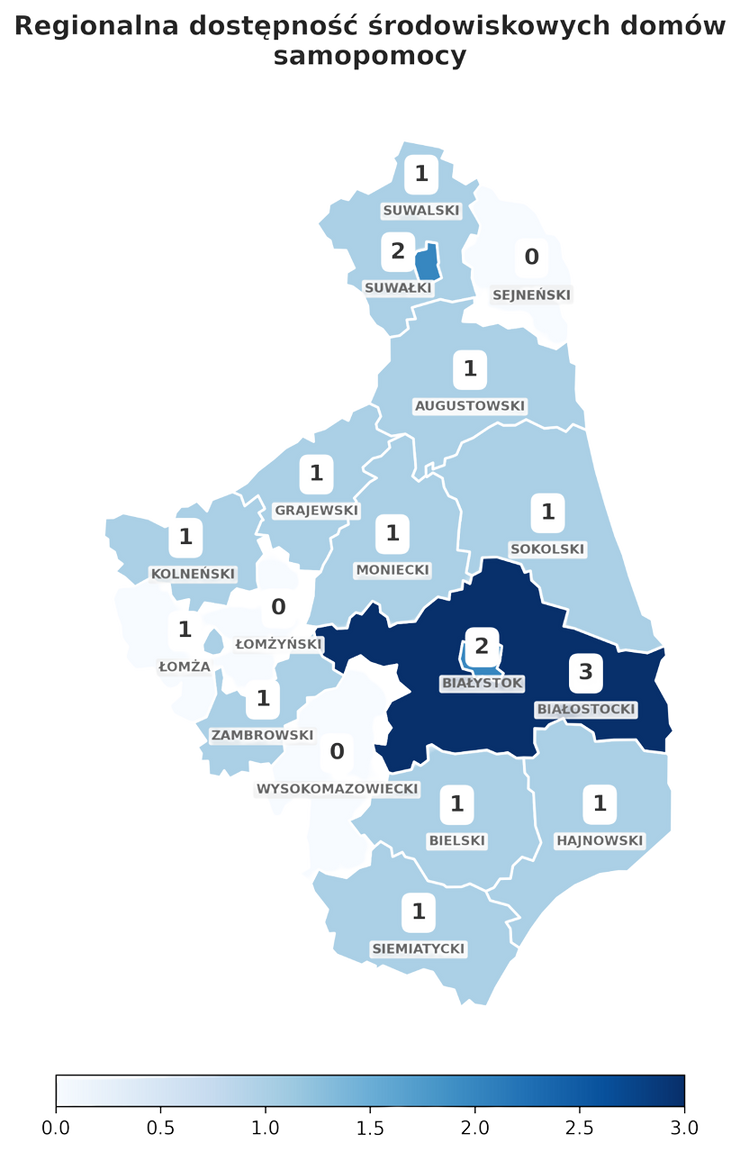 Regionalna dostępność środowiskowych domów
samopomocy
1
SUWALSKI
2
SUWAŁKI
0
SEJNEŃSKI
1
AUGUSTOWSKI
1
GRAJEWSKI
1
SOKOLSKI
1
MONIECKI
1
KOLNEŃSKI
0
ŁOMŻYŃSKI
1
ŁOMŻA
2
BIAŁYSTOK
3
BIAŁOSTOCKI
1
ZAMBROWSKI
0
WYSOKOMAZOWIECKI
1
BIELSKI
1
HAJNOWSKI
1
SIEMIATYCKI
0.0 0.5 1.0 1.5 2.0 2.5 3.0